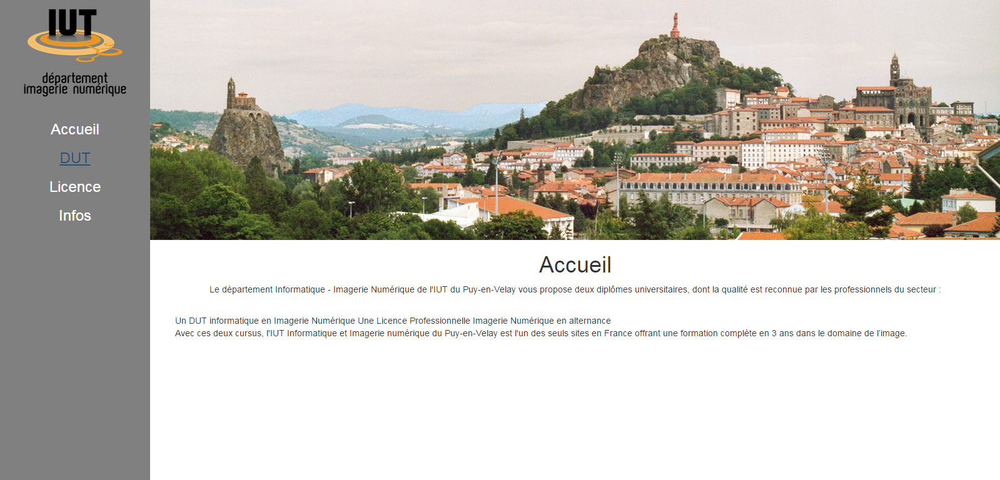 IUT
département
imagerie numérique
Accueil
DUT
Licence
Infos
Accueil
Le département Informatique - Imagerie Numérique de l'IUT du Puy-en-Velay vous propose deux diplômes universitaires, dont la qualité est reconnue par les professionnels du secteur :
Un DUT informatique en Imagerie Numérique Une Licence Professionnelle Imagerie Numérique en alternance
Avec ces deux cursus, l'IUT Informatique et Imagerie numérique du Puy-en-Velay est l'un des seuls sites en France offrant une formation complète en 3 ans dans le domaine de l’image.